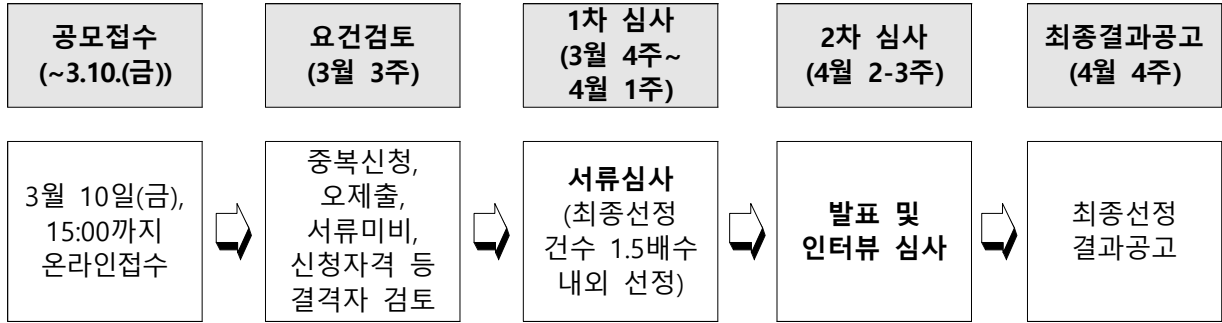 공모접수
(~3.10.(금))
요건검토
(3월 3주)
1차 심사
(3월 4주~
4월 1주)
2차 심사
(4월 2-3주)
최종결과공고
(4월 4주)
3월 10일(금),
15:00까지
온라인접수
중복신청,
오제출,
서류미비,
신청자격 등
결격자 검토
서류심사
(최종선정
건수 1.5배수
내외 선정)
발표 및
인터뷰 심사
최종선정
결과공고